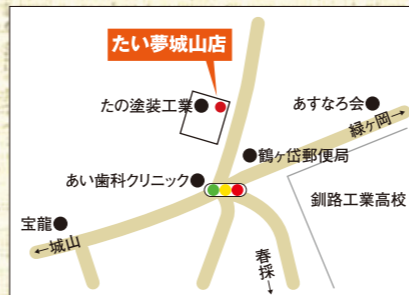 たい夢城山店
たの塗装工業
あすなろ会
緑ヶ岡→
鶴ヶ岱郵便局
あい歯科クリニック
釧路工業高校
宝龍
←城山
春採→